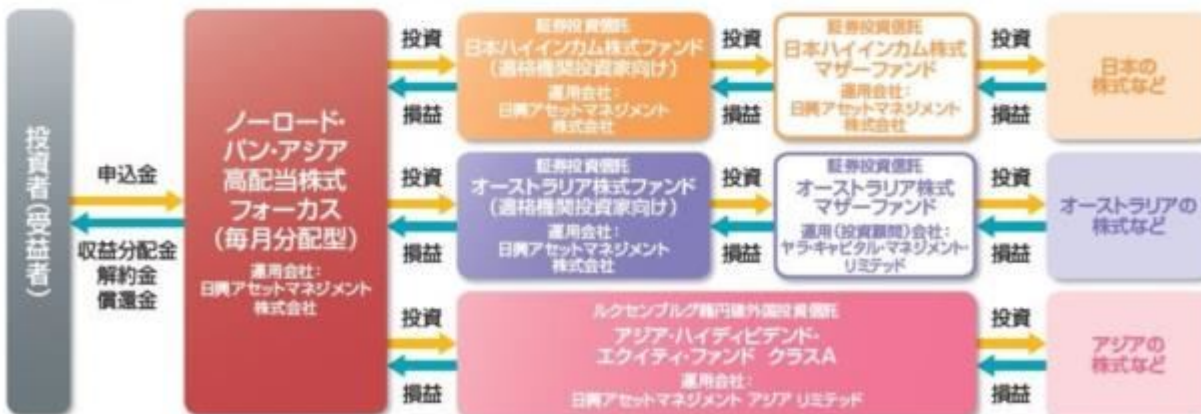 投資者(受益者)
申込金
収益分配金
解約金
償還金
ノーロード・
パン・アジア
高配当株式
フォーカス
(毎月分配型)
運用会社:
日興アセットマネジメント
株式会社
投資
損益
証券投資信託
日本ハイインカム株式ファンド
(適格機関投資家向け)
運用会社:
日興アセットマネジメント
株式会社
投資
損益
証券投資信託
日本ハイインカム株式
マザーファンド
運用会社:
日興アセットマネジメント
株式会社
投資
損益
日本の
株式など
投資
損益
証券投資信託
オーストラリア株式ファンド
(適格機関投資家向け)
運用会社:
日興アセットマネジメント
株式会社
投資
損益
証券投資信託
オーストラリア株式
マザーファンド
運用(投資顧問)会社:
ヤラ・キャピタル・マネジメント・
リミテッド
投資
損益
オーストラリアの
株式など
投資
損益
ルクセンブルグ籍円建外国投資信託
アジア・ハイディビデンド・
エクイティ・ファンド クラスA
運用会社:
日興アセットマネジメント アジア リミテッド
投資
損益
アジアの
株式など